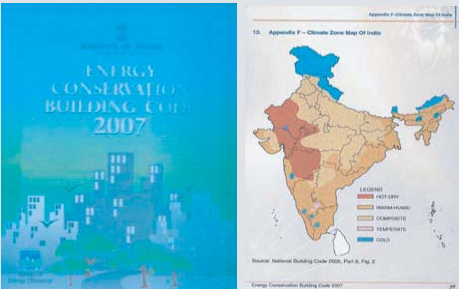 ENERGY
CONSERVATION
BUILDING CODE
2007
Appendix F-Climate Zone Map Of India
13. Appendix F – Climate Zone Map Of India
LEGEND
HOT-DRY
WARM-HUMID
COMPOSITE
TEMPERATE
COLD
Source: National Building Code 2005, Part 8, Fig. 2
Energy Conservation Building Code 2007